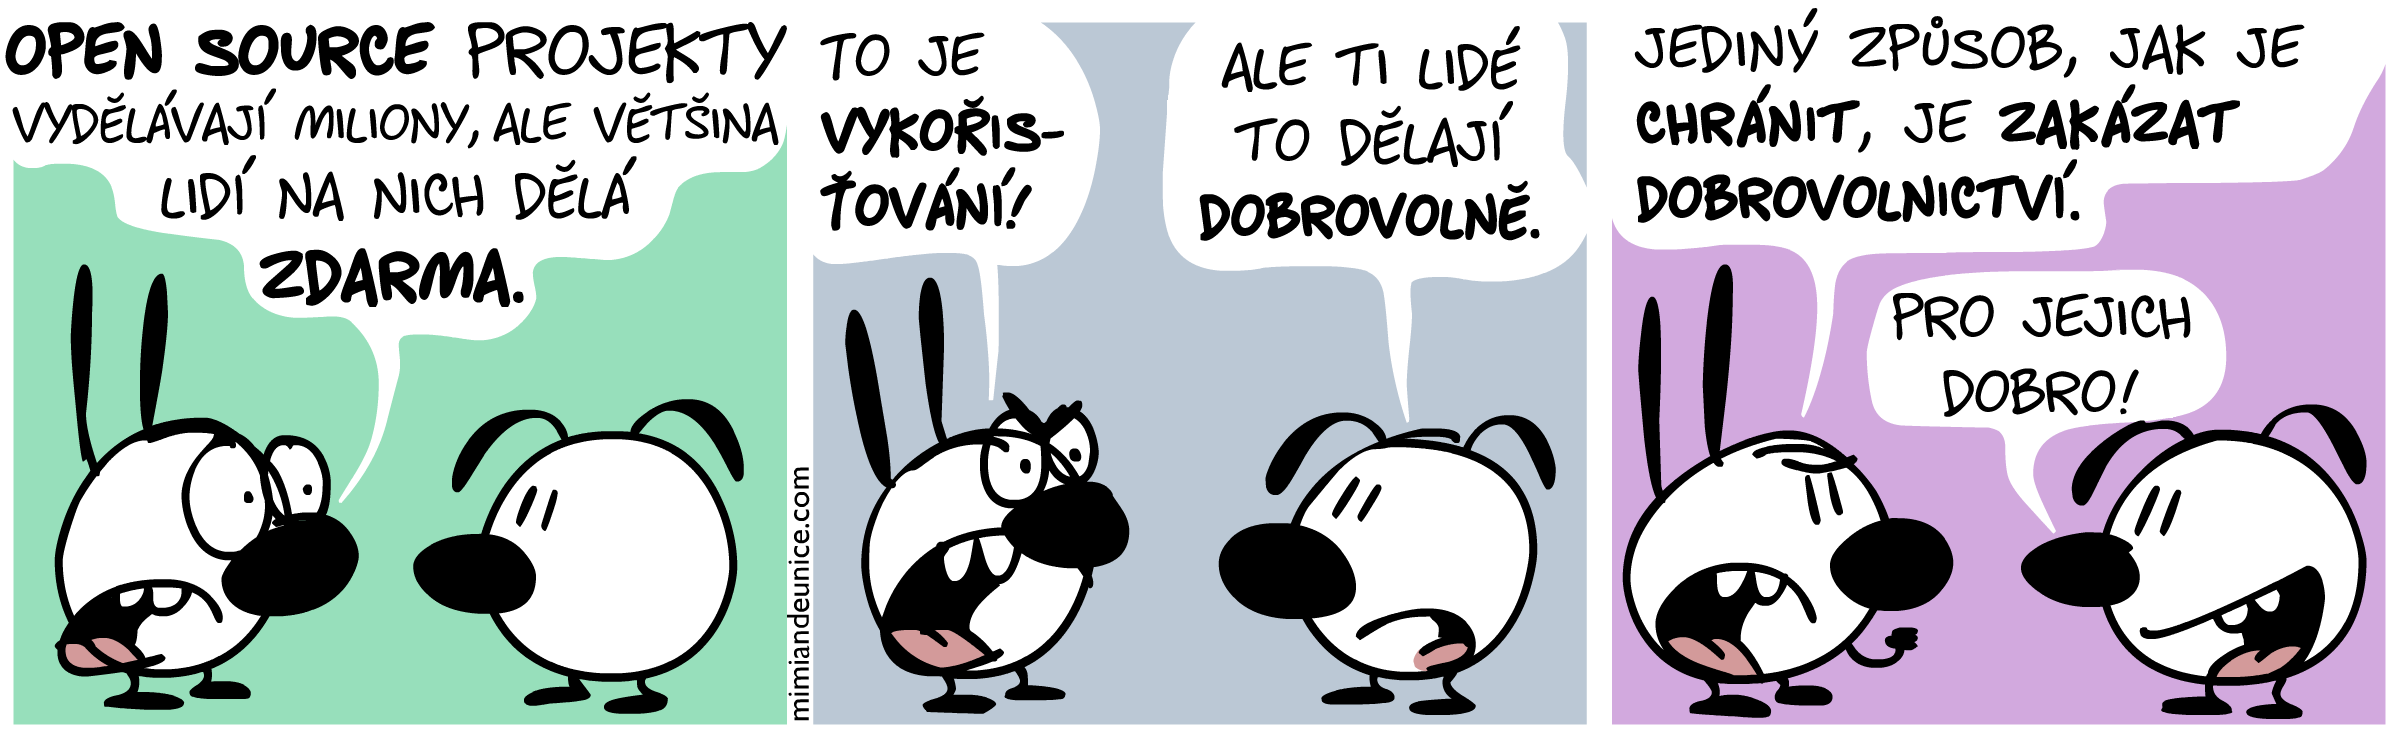 OPEN SOURCE PROJEKTY
VYDĚLÁVAJÍ MILIONY, ALE VĚTŠINA
LIDÍ NA NICH DĚLÁ
ZDARMA.
TO JE
VYKOŘIS-
ŤOVÁNÍ!
ALE TI LIDÉ
TO DĚLAJÍ
DOBROVOLNĚ.
JEDINÝ ZPŮSOB, JAK JE
CHRÁNIT, JE ZAKÁZAT
DOBROVOLNICTVÍ.
PRO JEJICH
DOBRO!
mimiandeunice.com